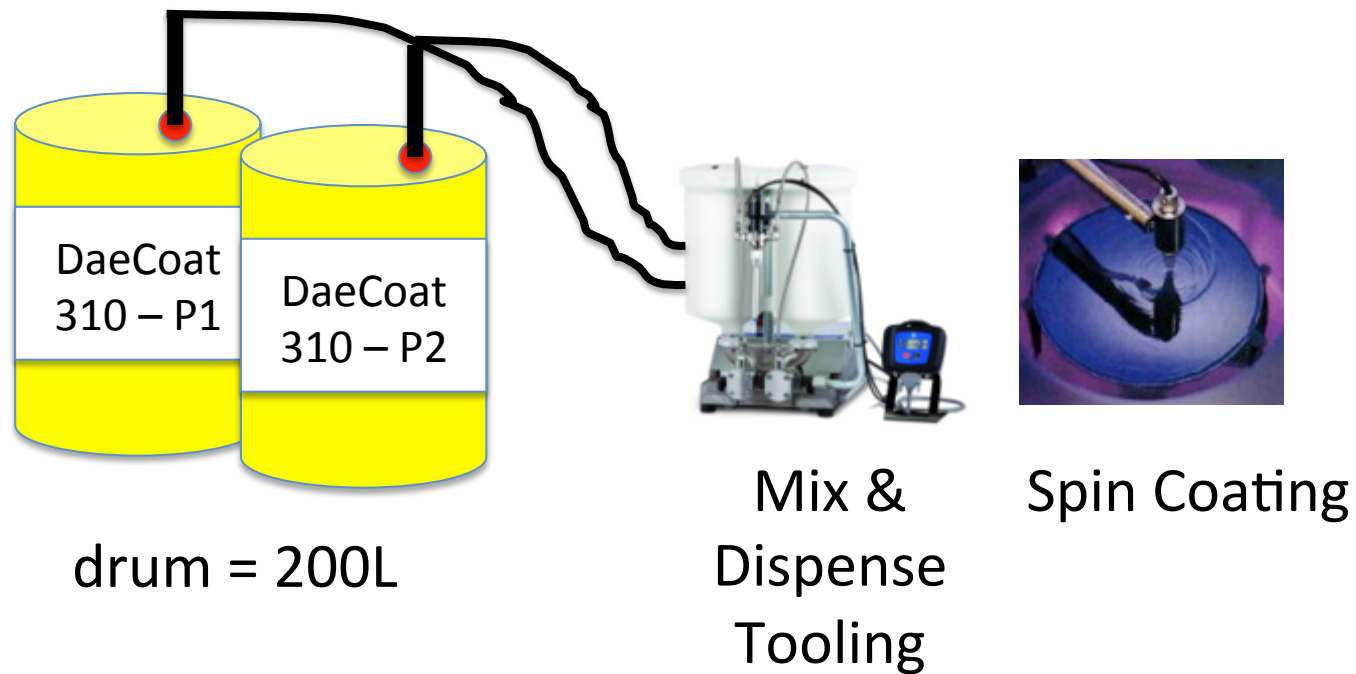 DaeCoat
310 – P1
DaeCoat
310 – P2
drum = 200L
Mix &
Dispense
Tooling
Spin Coating